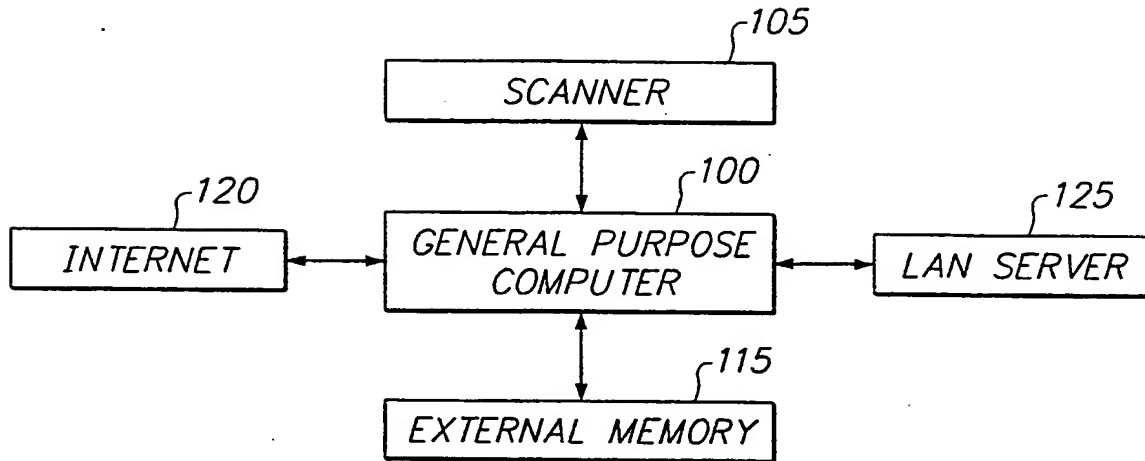 105
SCANNER
100
120
125
INTERNET
GENERAL PURPOSE
COMPUTER
LAN SERVER
115
EXTERNAL MEMORY